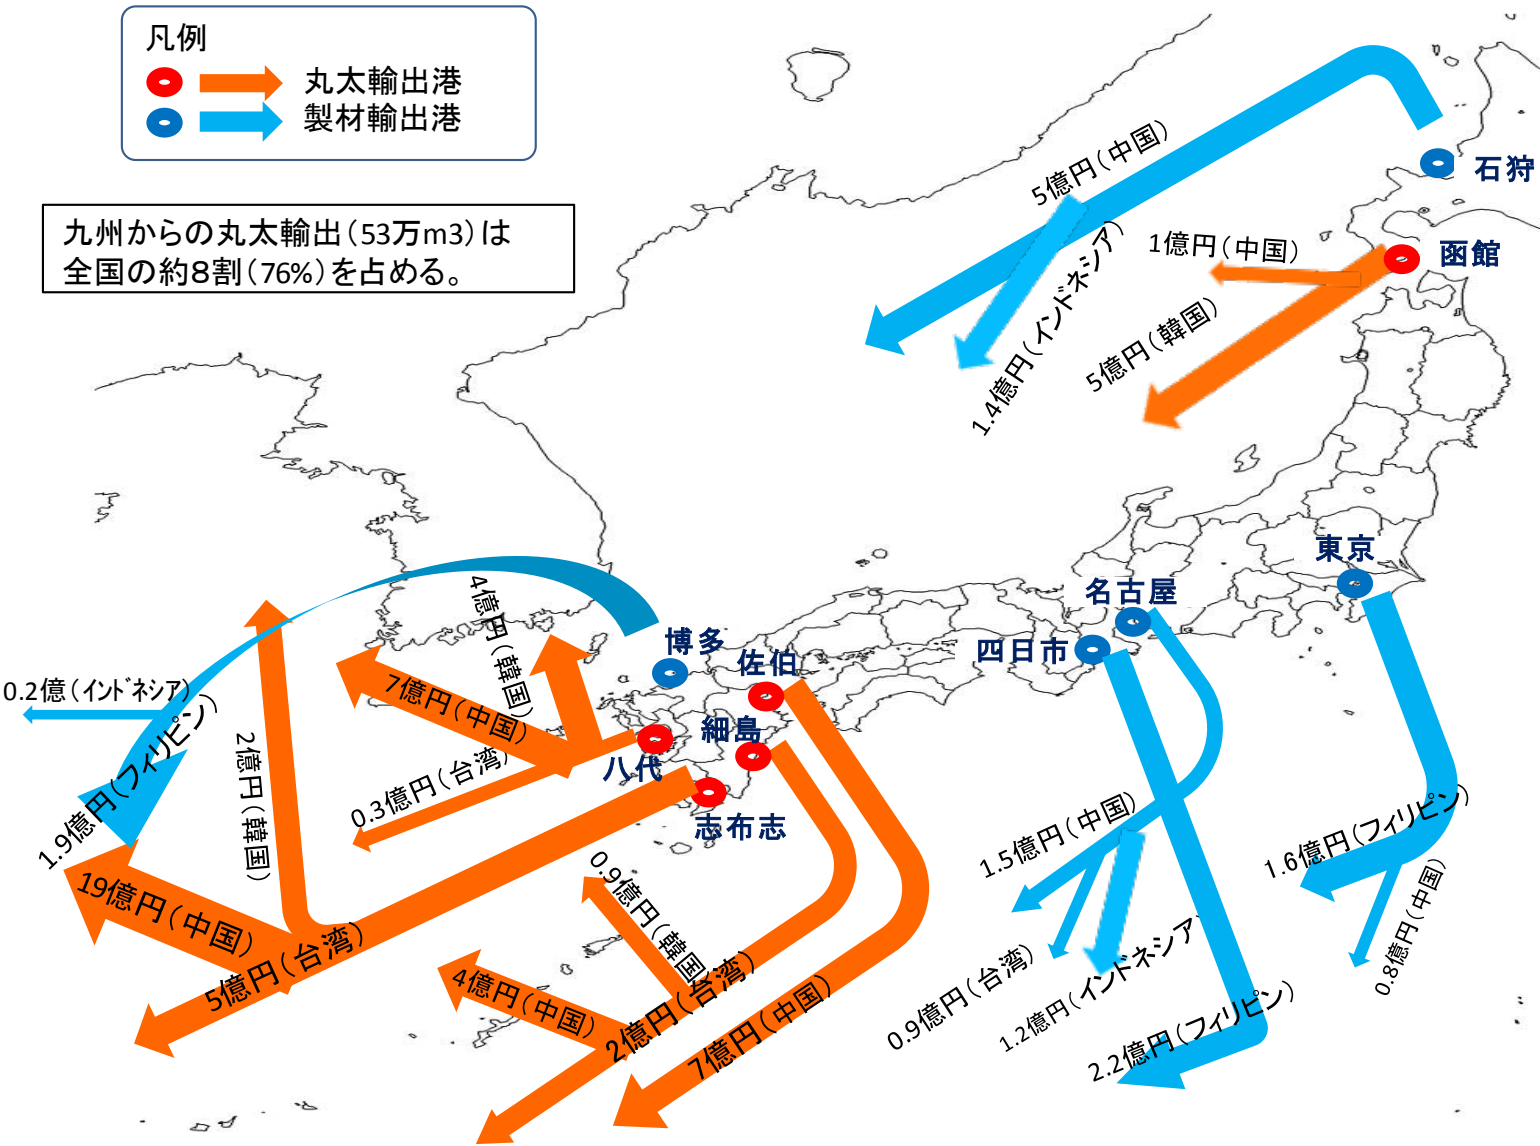 凡例
丸太輸出港
製材輸出港
九州からの丸太輸出（53万m3）は
全国の約８割（76%）を占める。
5億円（中国）
石狩
1.4億円（インドネシア）
1億円（中国）
函館
5億円（韓国）
東京
名古屋
四日市
博多
佐伯
細島
八代
志布志
4億円（韓国）
7億円（中国）
0.3億円（台湾）
0.2億（インドネシア）
1.9億円（フィリピン）
2億円（韓国）
19億円（中国）
5億円（台湾）
0.9億円（韓国）
4億円（中国）
2億円（台湾）
7億円（中国）
1.5億円（中国）
0.9億円（台湾）
1.2億円（インドネシア）
2.2億円（フィリピン）
1.6億円（フィリピン）
0.8億円（中国）